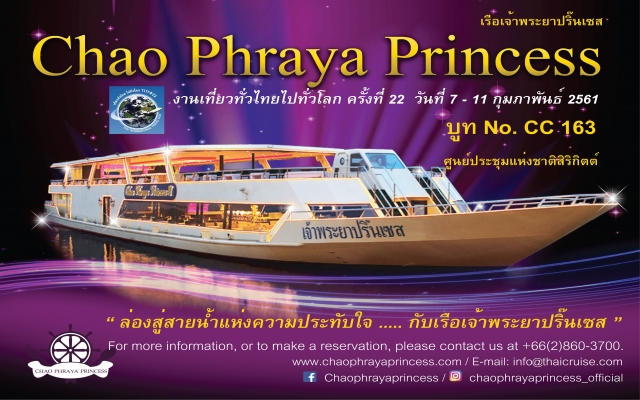 เรือเจ้าพระยาปริ๊นเซส
Chao Phraya Princess
งานเที่ยวทั่วไทยไปทั่วโลก ครั้งที่ 22 วันที่ 7 - 11 กุมภาพันธ์ 2561
บูท No. CC 163
ศูนย์ประชุมแห่งชาติสิริกิตต์
Chao Phraya Princess
เจ้าพระยาปริ๊นเซส
“ ล่องสู่สายน้ำแห่งความประทับใจ ..... กับเรือเจ้าพระยาปริ๊นเซส ”
For more information, or to make a reservation, please contact us at +66(2)860-3700.
www.chaophrayaprincess.com / E-mail: info@thaicruise.com
Chaophrayaprincess / chaophrayaprincess_official
CHAO PHRAYA PRINCESS